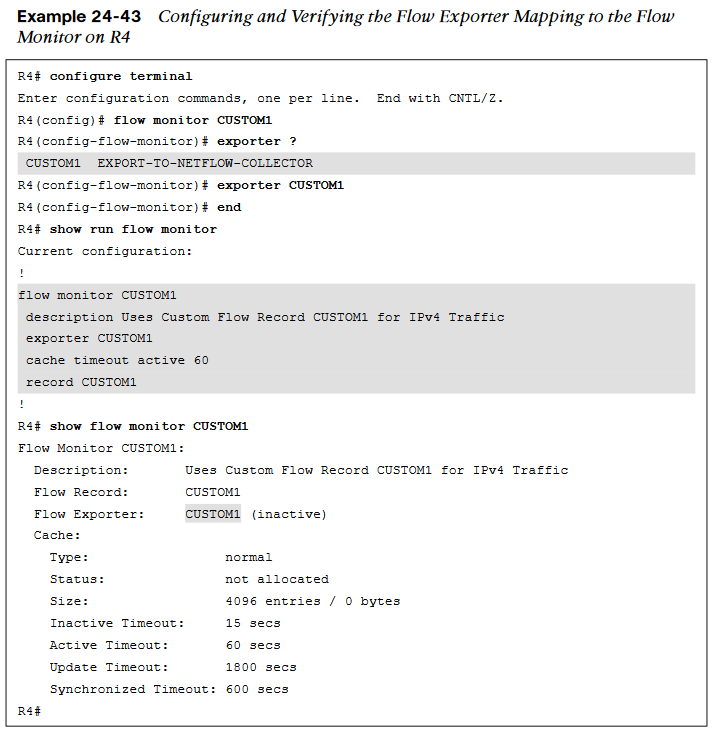 Example 24-43 Configuring and Verifying the Flow Exporter Mapping to the Flow
Monitor on R4
R4# configure terminal
Enter configuration commands, one per line. End with CNTL/Z.
R4(config)# flow monitor CUSTOM1
R4(config-flow-monitor)# exporter ?
CUSTOM1 EXPORT-TO-NETFLOW-COLLECTOR
R4(config-flow-monitor)# exporter CUSTOM1
R4(config-flow-monitor)# end
R4# show run flow monitor
Current configuration:
!
flow monitor CUSTOM1
description Uses Custom Flow Record CUSTOM1 for IPv4 Traffic
exporter CUSTOM1
cache timeout active 60
record CUSTOM1
!
R4# show flow monitor CUSTOM1
Flow Monitor CUSTOM1:
Description: Uses Custom Flow Record CUSTOM1 for IPv4 Traffic
Flow Record: CUSTOM1
Flow Exporter: CUSTOM1 (inactive)
Cache:
Type: normal
Status: not allocated
Size: 4096 entries / 0 bytes
Inactive Timeout: 15 secs
Active Timeout: 60 secs
Update Timeout: 1800 secs
Synchronized Timeout: 600 secs
R4#